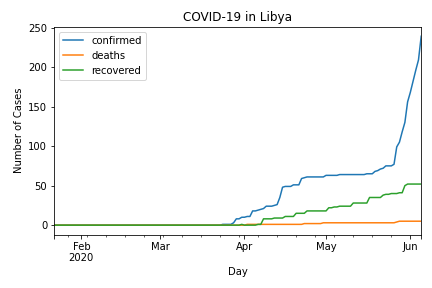 COVID-19 in Libya
confirmed
deaths
recovered
Number of Cases
250
200
150
100
50
0
Feb
2020
Mar
Apr
May
Jun
Day